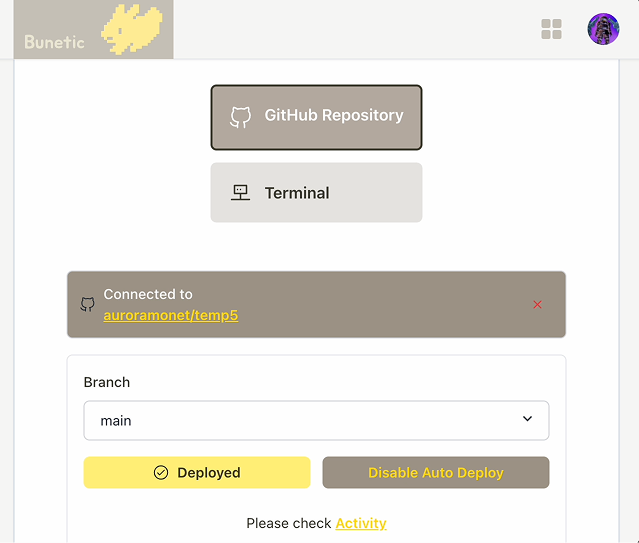 Bunetic
GitHub Repository
Terminal
Connected to
auroramonet/temp5
Branch
main
Deployed
Disable Auto Deploy
Please check Activity